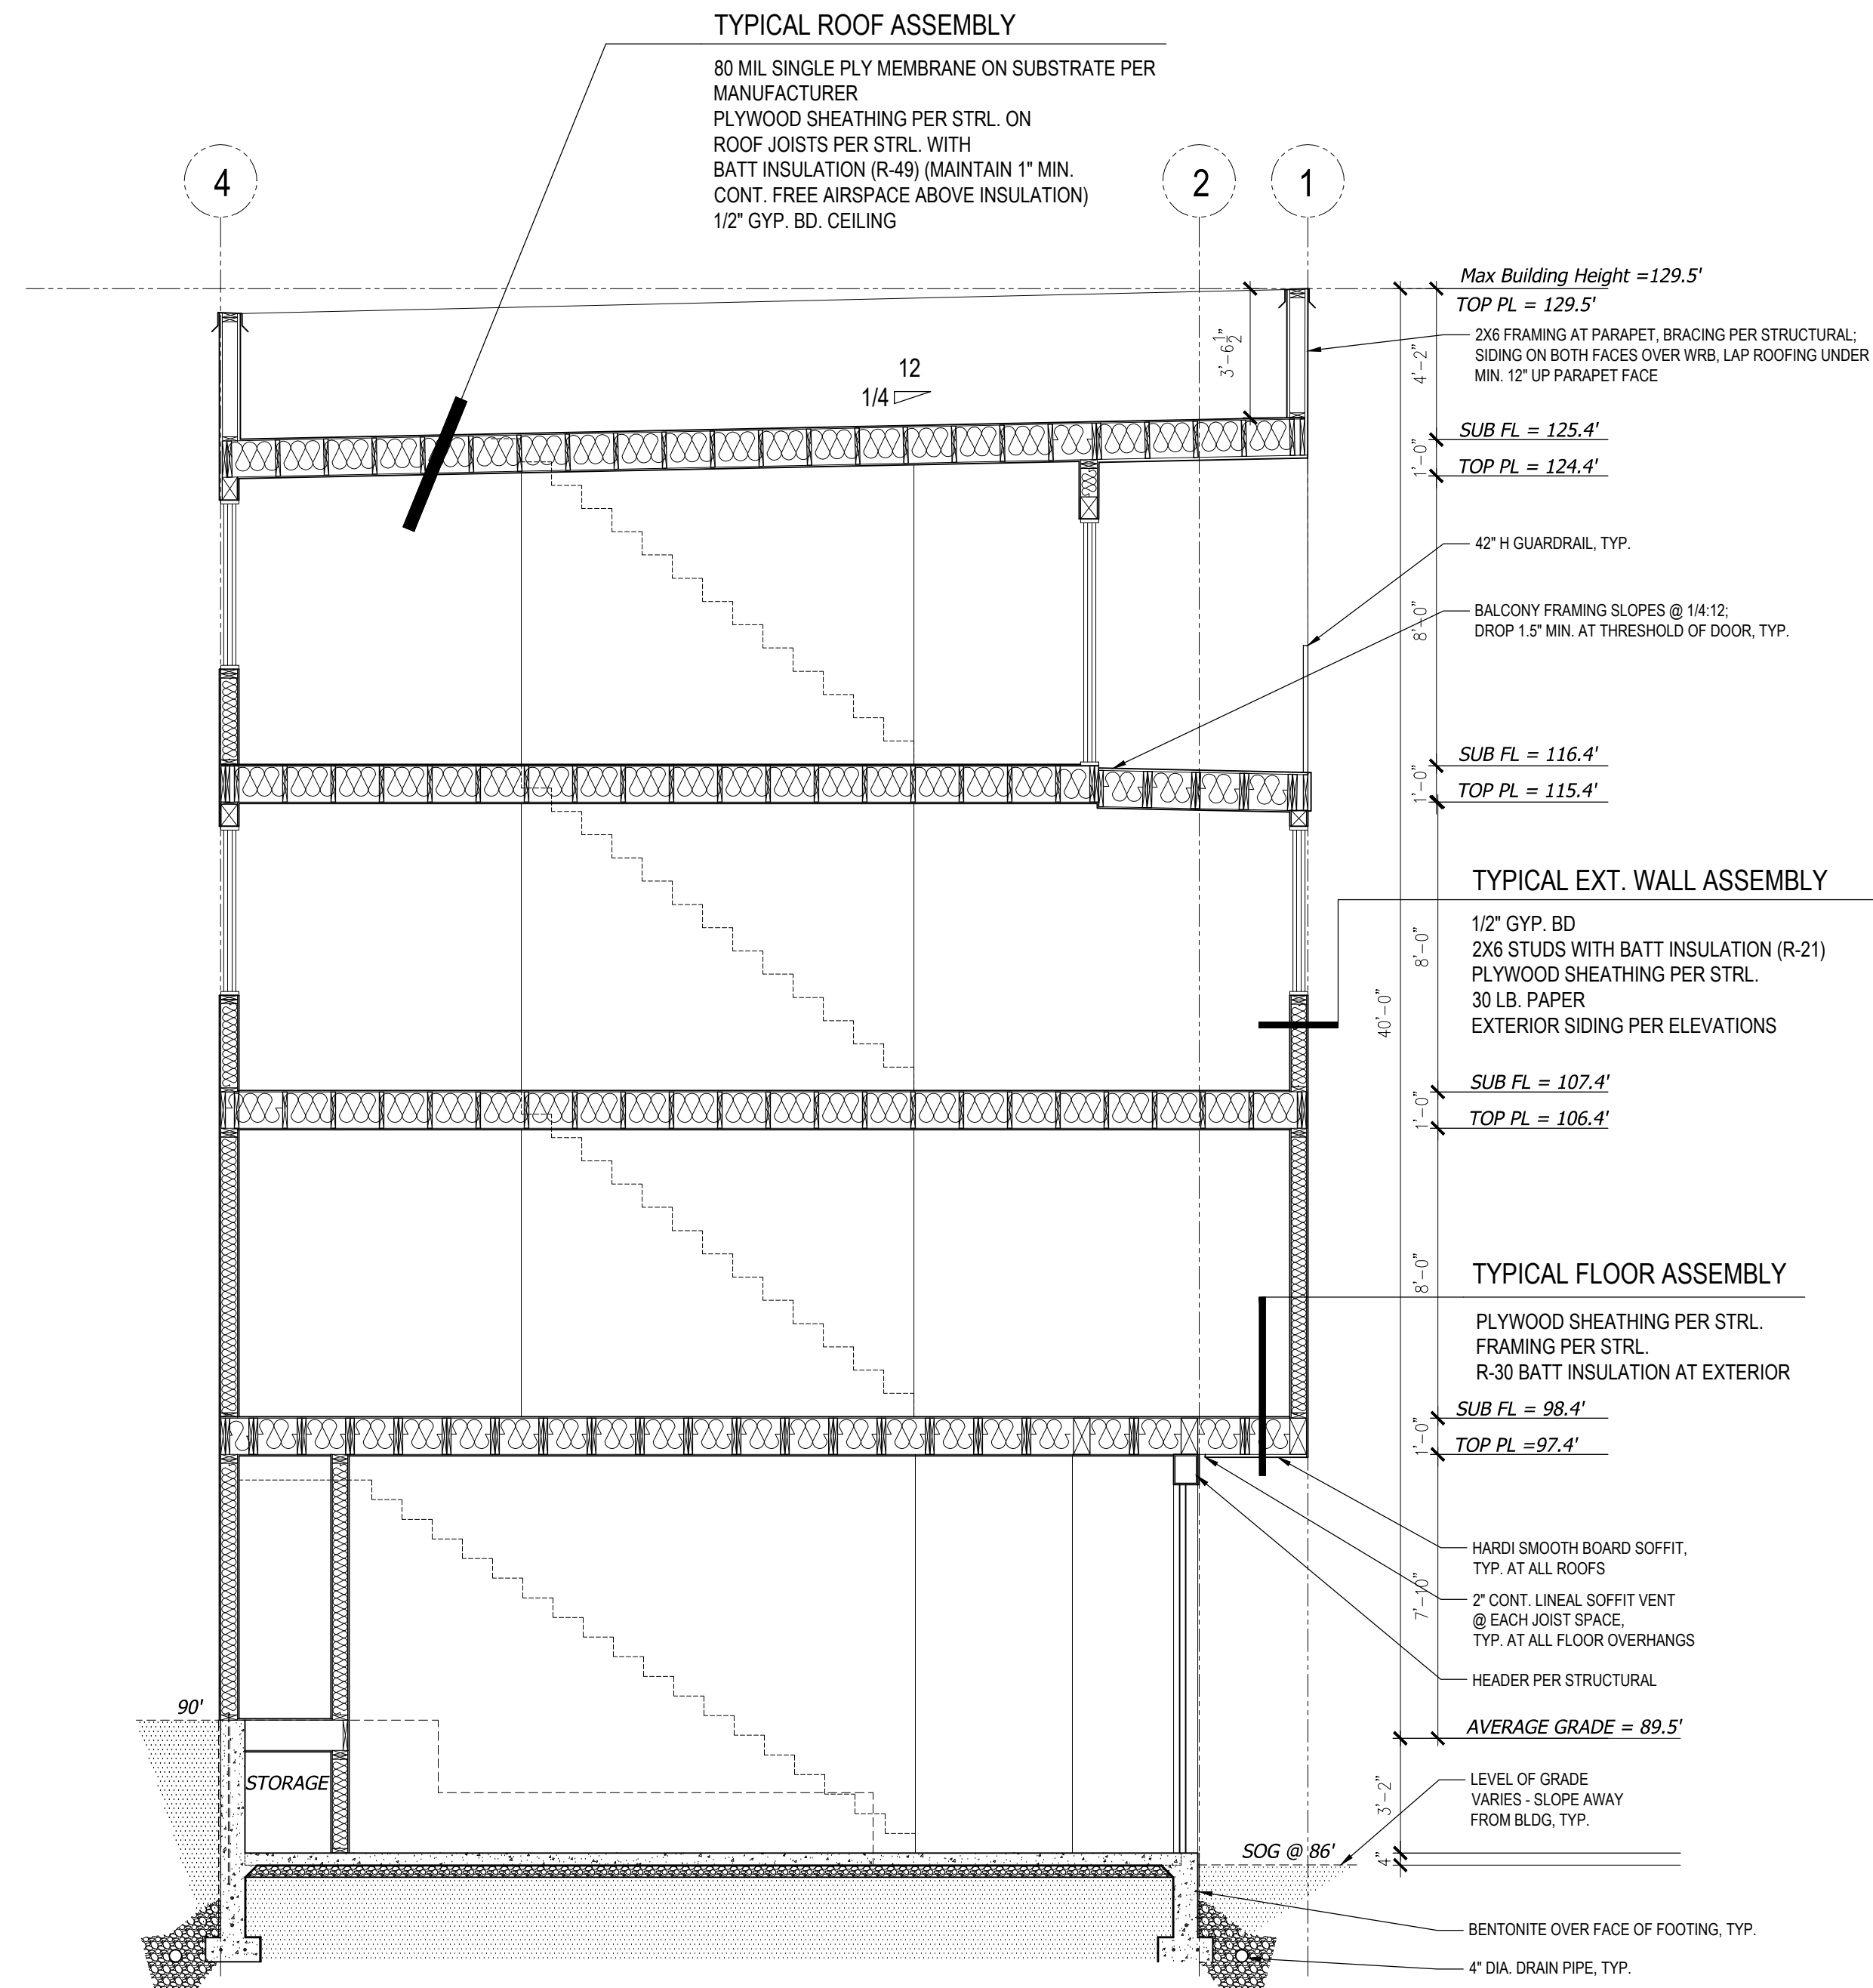 TYPICAL ROOF ASSEMBLY
80 MIL SINGLE PLY MEMBRANE ON SUBSTRATE PER
MANUFACTURER
PLYWOOD SHEATHING PER STRL. ON
ROOF JOISTS PER STRL. WITH
BATT INSULATION (R-49) (MAINTAIN 1" MIN.
CONT. FREE AIRSPACE ABOVE INSULATION)
1/2" GYP. BD. CEILING
4
2
1
Max Building Height =129.5'
TOP PL = 129.5'
2X6 FRAMING AT PARAPET, BRACING PER STRUCTURAL;
SIDING ON BOTH FACES OVER WRB, LAP ROOFING UNDER
MIN. 12" UP PARAPET FACE
3'-6 1/2"
4'-2"
12
1/4
SUB FL = 125.4'
1'-0"
TOP PL = 124.4'
42" H GUARDRAIL, TYP.
BALCONY FRAMING SLOPES @ 1/4:12;
DROP 1.5" MIN. AT THRESHOLD OF DOOR, TYP.
8'-0"
SUB FL = 116.4'
1'-0"
TOP PL = 115.4'
TYPICAL EXT. WALL ASSEMBLY
1/2" GYP. BD
2X6 STUDS WITH BATT INSULATION (R-21)
PLYWOOD SHEATHING PER STRL.
30 LB. PAPER
EXTERIOR SIDING PER ELEVATIONS
8'-0"
40'-0"
SUB FL = 107.4'
1'-0"
TOP PL = 106.4'
8'-0"
TYPICAL FLOOR ASSEMBLY
PLYWOOD SHEATHING PER STRL.
FRAMING PER STRL.
R-30 BATT INSULATION AT EXTERIOR
SUB FL = 98.4'
1'-0"
TOP PL =97.4'
HARDI SMOOTH BOARD SOFFIT,
TYP. AT ALL ROOFS
7'-10"
2" CONT. LINEAL SOFFIT VENT
@ EACH JOIST SPACE,
TYP. AT ALL FLOOR OVERHANGS
HEADER PER STRUCTURAL
90'
AVERAGE GRADE = 89.5'
STORAGE
3'-2"
LEVEL OF GRADE
VARIES - SLOPE AWAY
FROM BLDG, TYP.
SOG @ 86'
4"
BENTONITE OVER FACE OF FOOTING, TYP.
4" DIA. DRAIN PIPE, TYP.